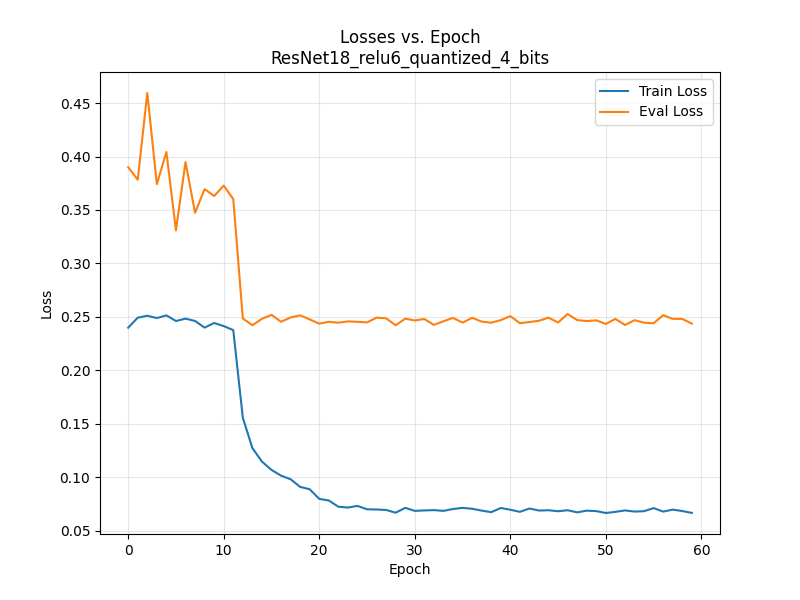 Losses vs. Epoch
ResNet18_relu6_quantized_4_bits
Train Loss
Eval Loss
0.45
0.40
0.35
0.30
0.25
0.20
0.15
0.10
0.05
Loss
0 10 20 30 40 50 60
Epoch